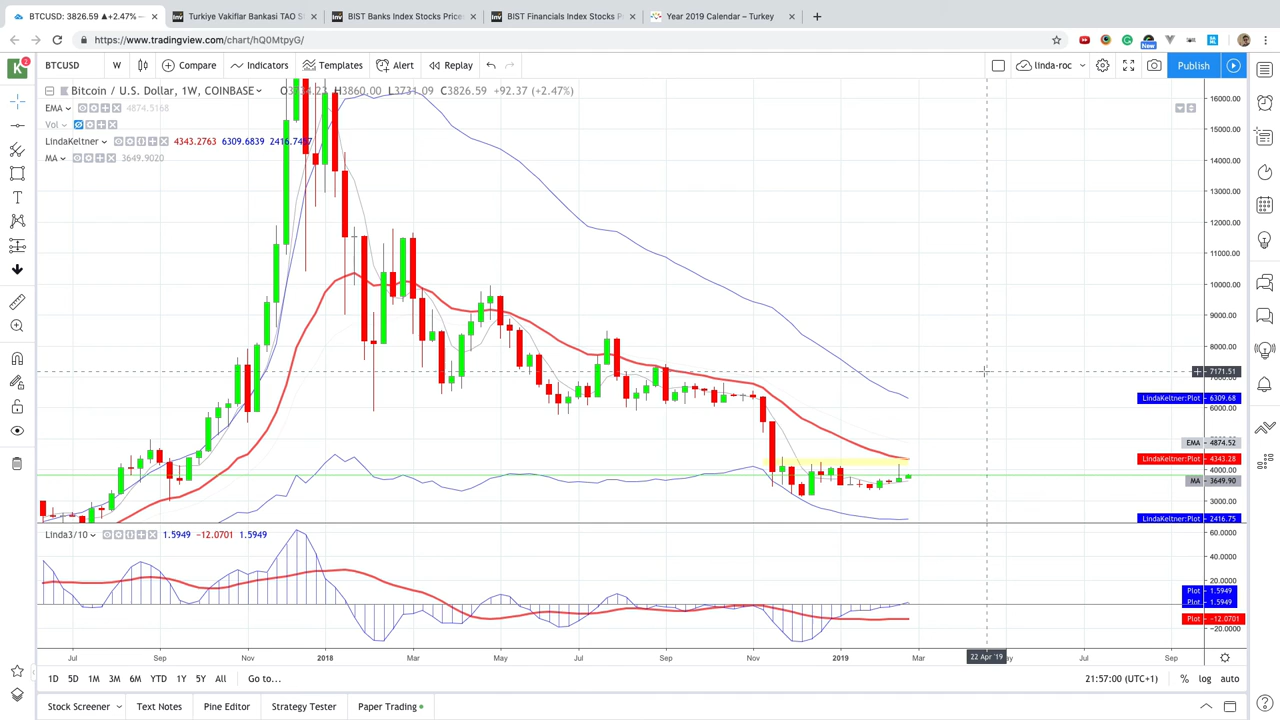 BTCUSD: 3826.59 ▲+2.47% —
Turkiye Vakiflar Bankasi TAO S
BIST Banks Index Stocks Price
BIST Financials Index Stocks P
Year 2019 Calendar – Turkey
https://www.tradingview.com/chart/hQ0MtpyG/
New
K
2
BTCUSD
W
Compare
Indicators
Templates
Alert
Replay
linda-roc
Publish
Bitcoin / U.S. Dollar, 1W, COINBASE
H3860.00 L3731.09 C3826.59 +92.37 (+2.47%)
EMA 4874.5168
Vol
LindaKeltner 4343.2763 6309.6839
MA 3649.9020
16000.00
15000.00
14000.00
13000.00
12000.00
11000.00
10000.00
9000.00
8000.00
7171.51
LindaKeltner:Plot 6309.68
6000.00
EMA 4874.52
LindaKeltner:Plot 4343.28
4000.00
MA 3649.90
3000.00
LindaKeltner:Plot 2416.75
Linda3/10 1.5949 −12.0701 1.5949
60.0000
40.0000
20.0000
Plot 1.5949
Plot 1.5949
Plot −12.0701
−20.0000
Jul Sep Nov 2018 Mar May Jul Sep Nov 2019 Mar 22 Apr '19 Jul Sep
1D 5D 1M 3M 6M YTD 1Y 5Y All Go to...
21:57:00 (UTC+1) % log auto
Stock Screener Text Notes Pine Editor Strategy Tester Paper Trading